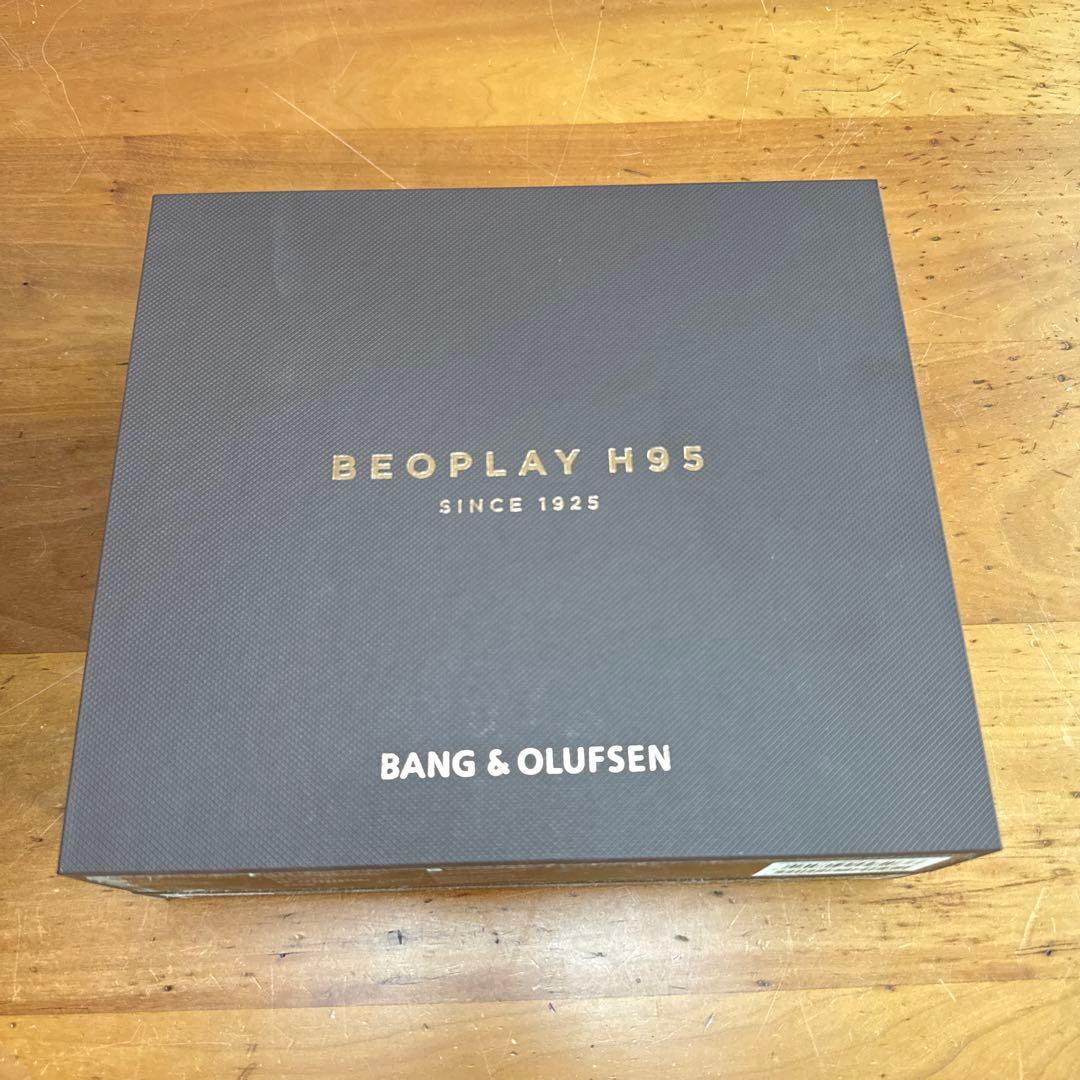 BEOPLAY H95
SINCE 1925
BANG & OLUFSEN